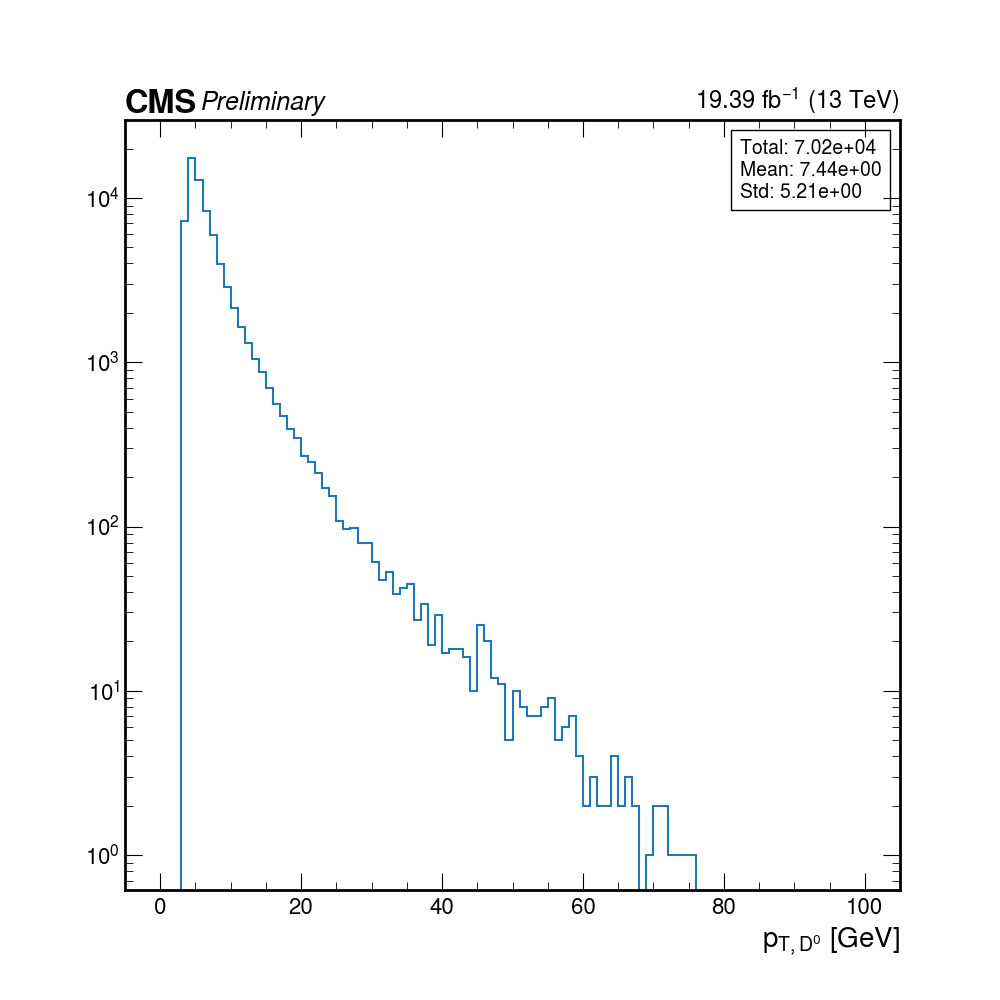 CMS Preliminary 19.39 fb⁻¹ (13 TeV)
Total: 7.02e+04
Mean: 7.44e+00
Std: 5.21e+00
10⁴
10³
10²
10¹
10⁰
0 20 40 60 80 100
p_{T, D⁰} [GeV]